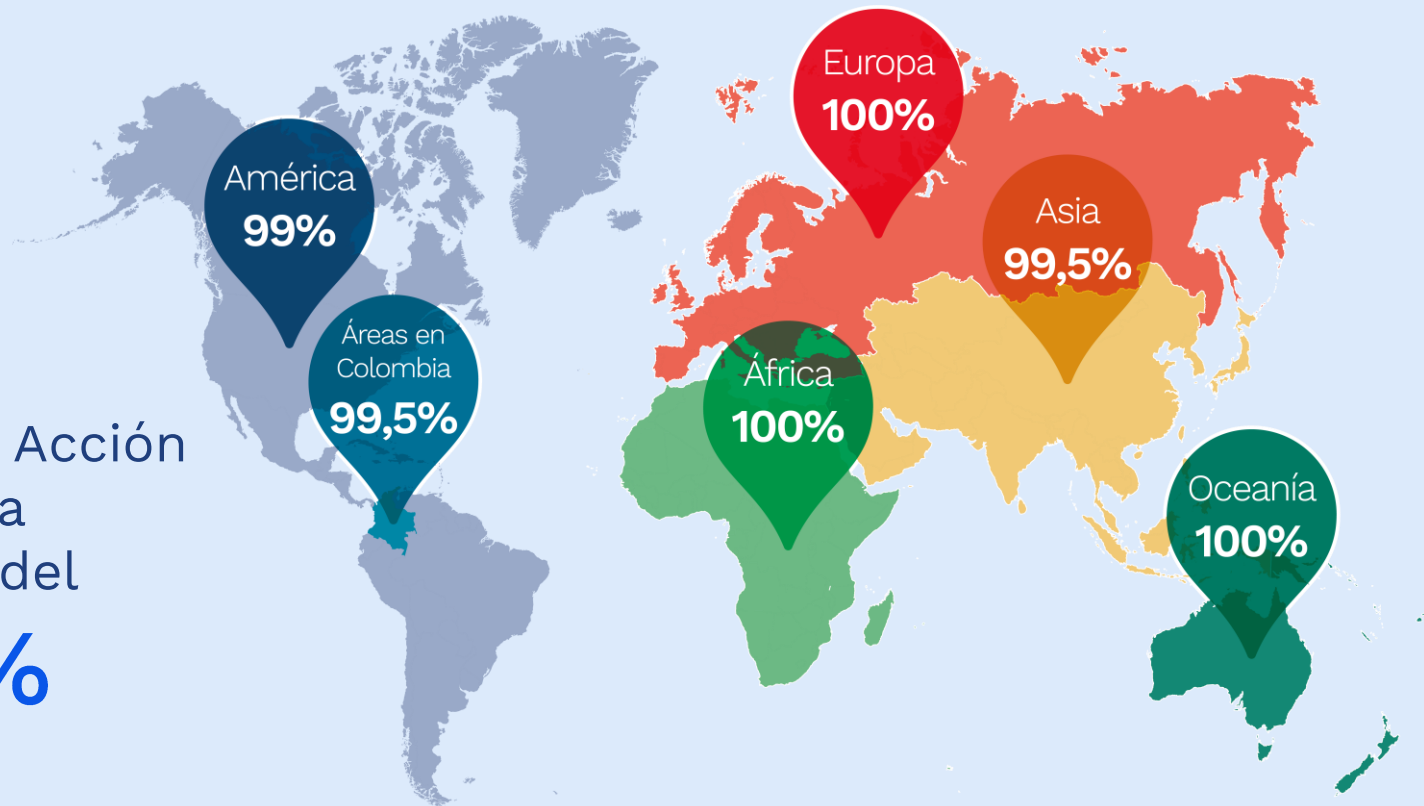 Europa
100%
América
99%
Asia
99,5%
Áreas en
Colombia
99,5%
África
100%
Acción
a
del
%
Oceanía
100%